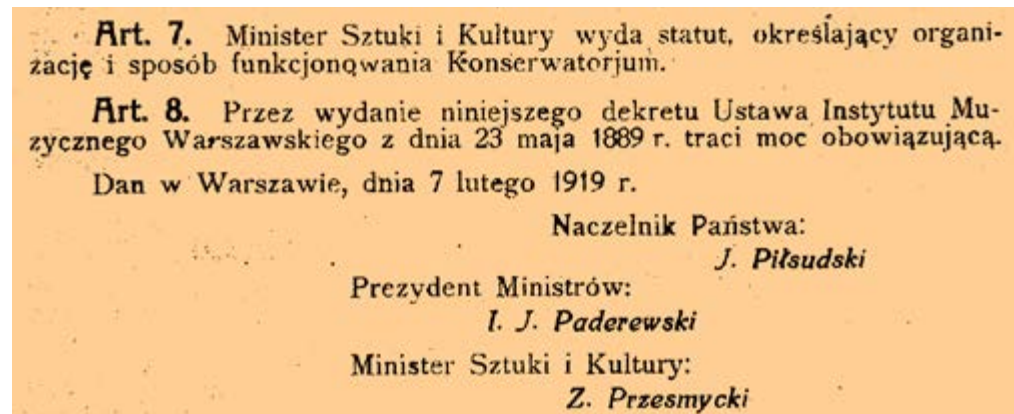 Art. 7. Minister Sztuki i Kultury wyda statut, określający organi-
zację i sposób funkcjonowania Konserwatorjum.
Art. 8. Przez wydanie niniejszego dekretu Ustawa Instytutu Mu-
zycznego Warszawskiego z dnia 23 maja 1889 r. traci moc obowiązującą.
Dan w Warszawie, dnia 7 lutego 1919 r.
Naczelnik Państwa:
J. Piłsudski
Prezydent Ministrów:
I. J. Paderewski
Minister Sztuki i Kultury:
Z. Przesmycki